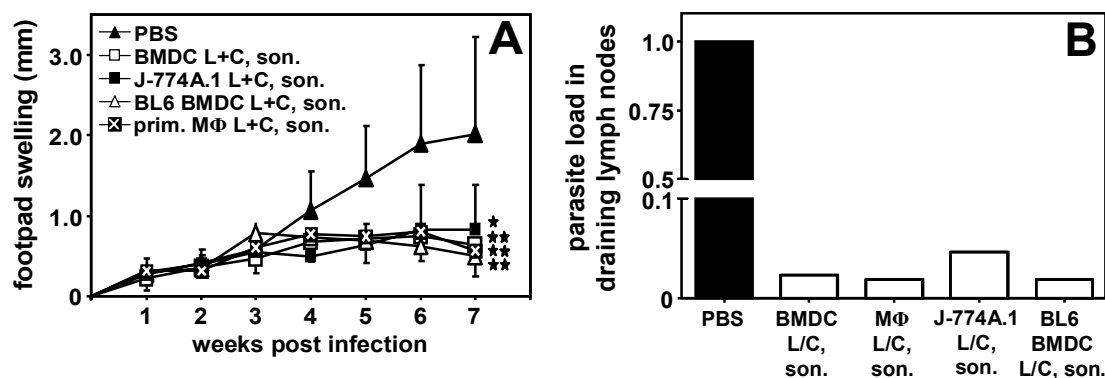 A
footpad swelling (mm)
3.0
2.0
1.0
0
PBS
BMDC L+C, son.
J-774A.1 L+C, son.
BL6 BMDC L+C, son.
prim. MΦ L+C, son.
1 2 3 4 5 6 7
weeks post infection
B
parasite load in
draining lymph nodes
1.0
0.75
0.5
0.1
0
PBS
BMDC
L/C,
son.
MΦ
L/C,
son.
J-774A.1
L/C,
son.
BL6
BMDC
L/C, son.